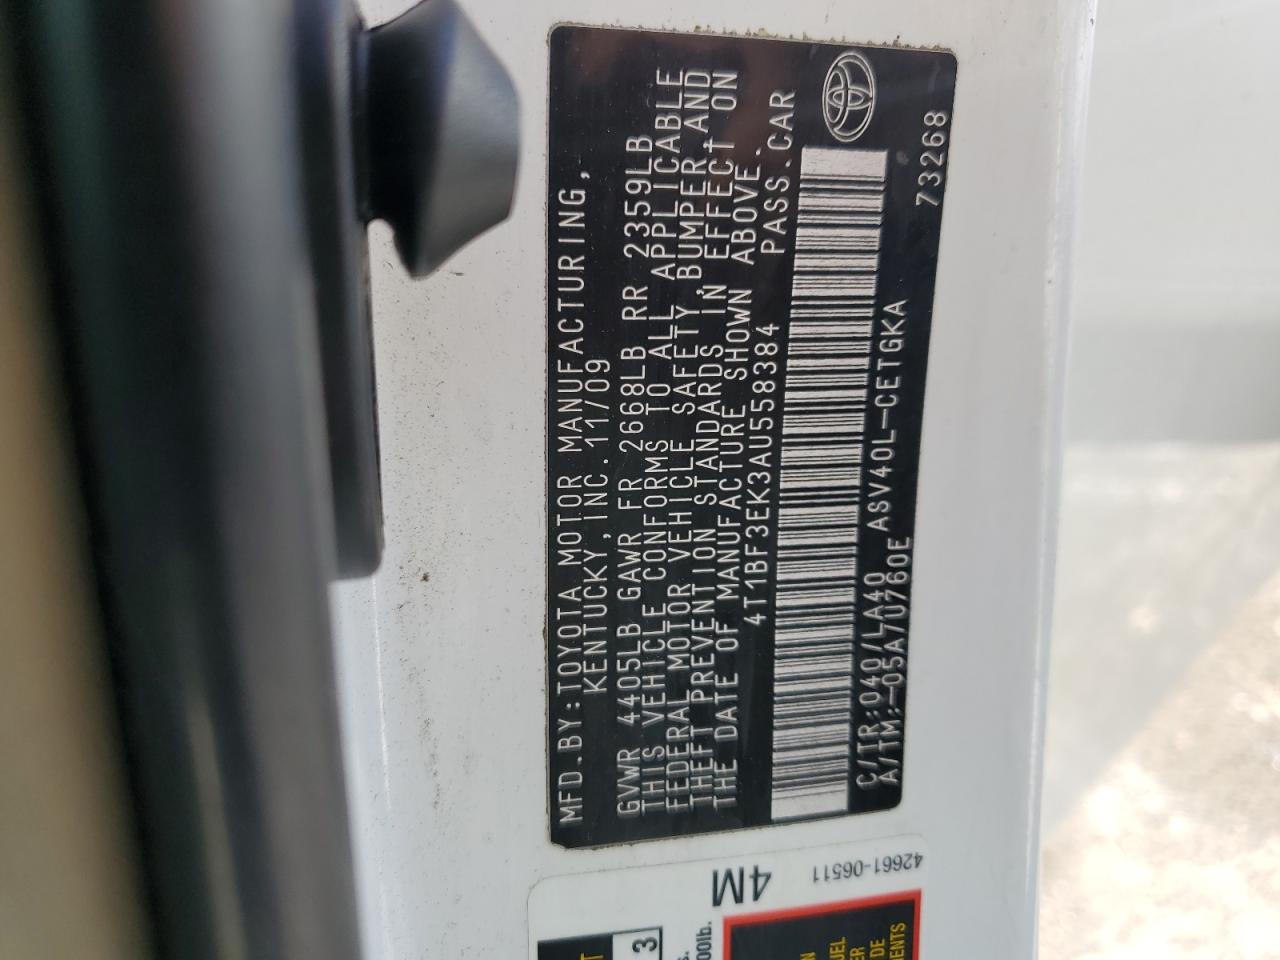 MFD.BY:TOYOTA MOTOR MANUFACTURING,
KENTUCKY,INC.11/09
GVWR 4405LB GAWR FR 2668LB RR 2359LB
THIS VEHICLE CONFORMS TO ALL APPLICABLE
FEDERAL MOTOR VEHICLE SAFETY,BUMPER,AND
THEFT PREVENTION STANDARDS IN EFFECT ON
THE DATE OF MANUFACTURE SHOWN ABOVE.
4T1BF3EK3AU558384 PASS.CAR
C/TR:040/LA40 ASV40L-CETGKA
A/TM:-05A/U760E
73268
4M
42661-06511
3
00lb.